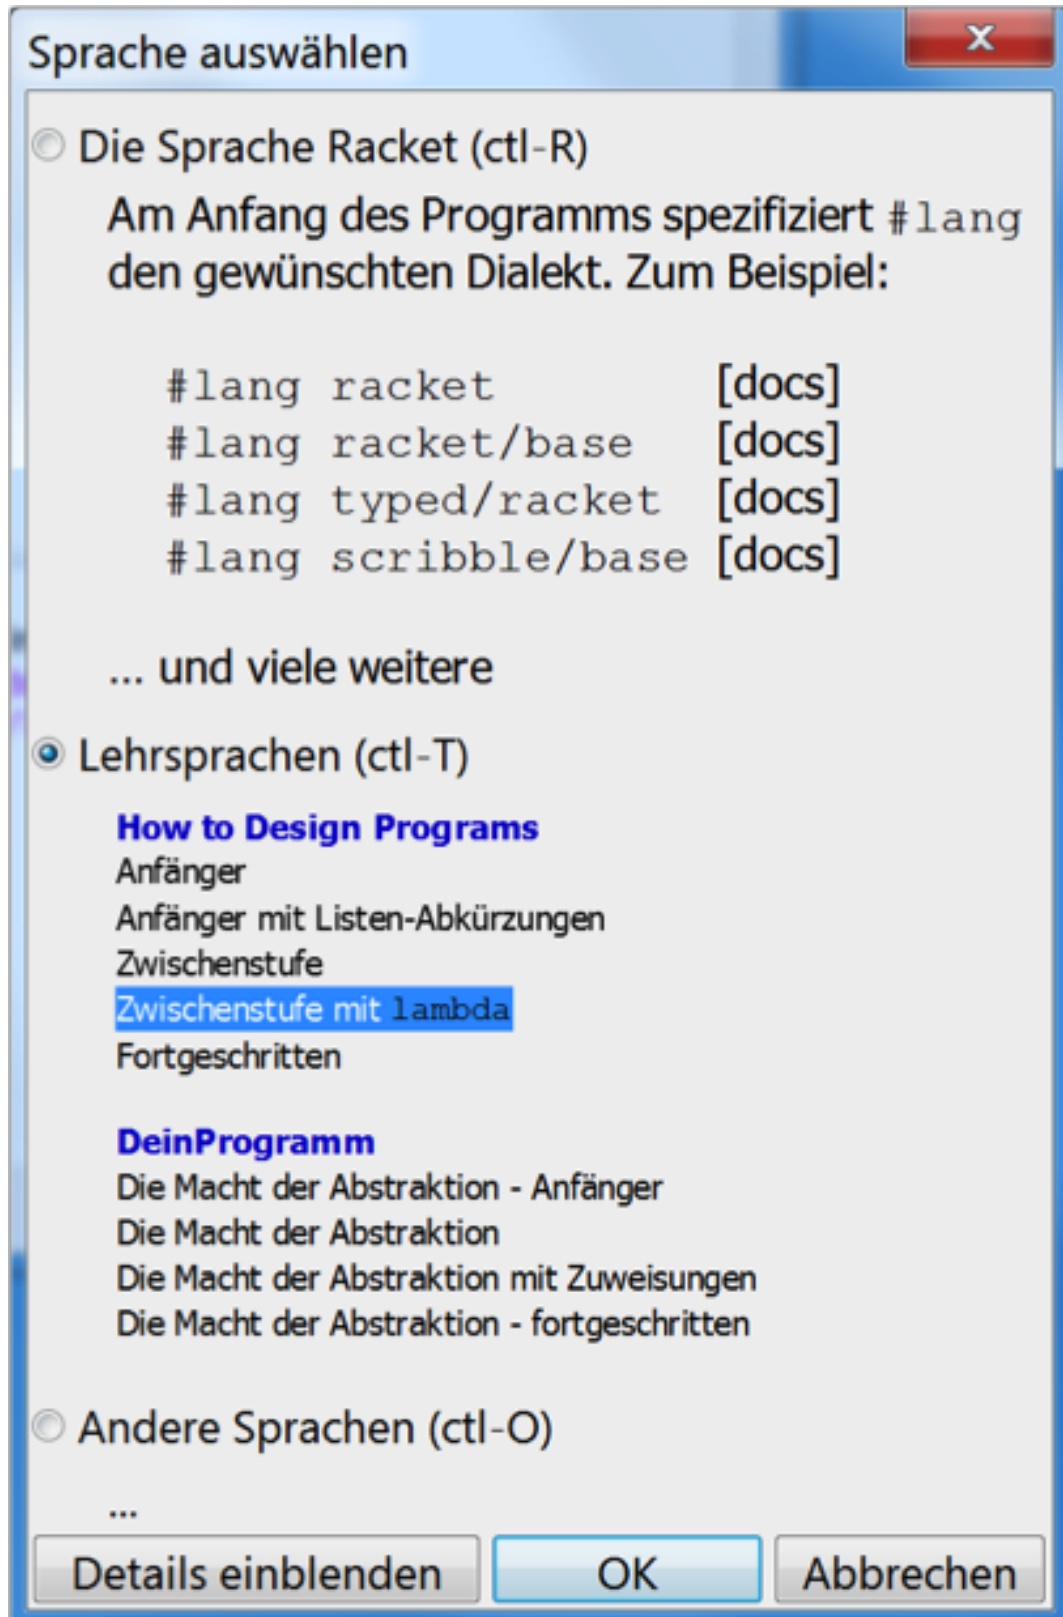 Sprache auswählen
x
Die Sprache Racket (ctl-R)
Am Anfang des Programms spezifiziert #lang
den gewünschten Dialekt. Zum Beispiel:
#lang racket [docs]
#lang racket/base [docs]
#lang typed/racket [docs]
#lang scribble/base [docs]
... und viele weitere
Lehrsprachen (ctl-T)
How to Design Programs
Anfänger
Anfänger mit Listen-Abkürzungen
Zwischenstufe
Zwischenstufe mit lambda
Fortgeschritten
DeinProgramm
Die Macht der Abstraktion - Anfänger
Die Macht der Abstraktion
Die Macht der Abstraktion mit Zuweisungen
Die Macht der Abstraktion - fortgeschritten
Andere Sprachen (ctl-O)
...
Details einblenden OK Abbrechen